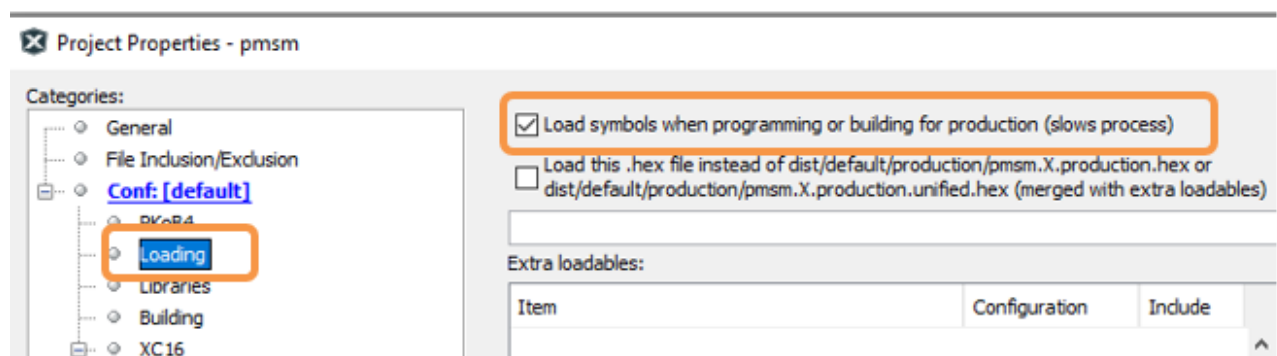 Project Properties - pmsm
Categories:
General
File Inclusion/Exclusion
Conf: [default]
PKoB4
Loading
Libraries
Building
XC16
Load symbols when programming or building for production (slows process)
Load this .hex file instead of dist/default/production/pmsm.X.production.hex or
dist/default/production/pmsm.X.production.unified.hex (merged with extra loadables)
Extra loadables:
Item Configuration Include